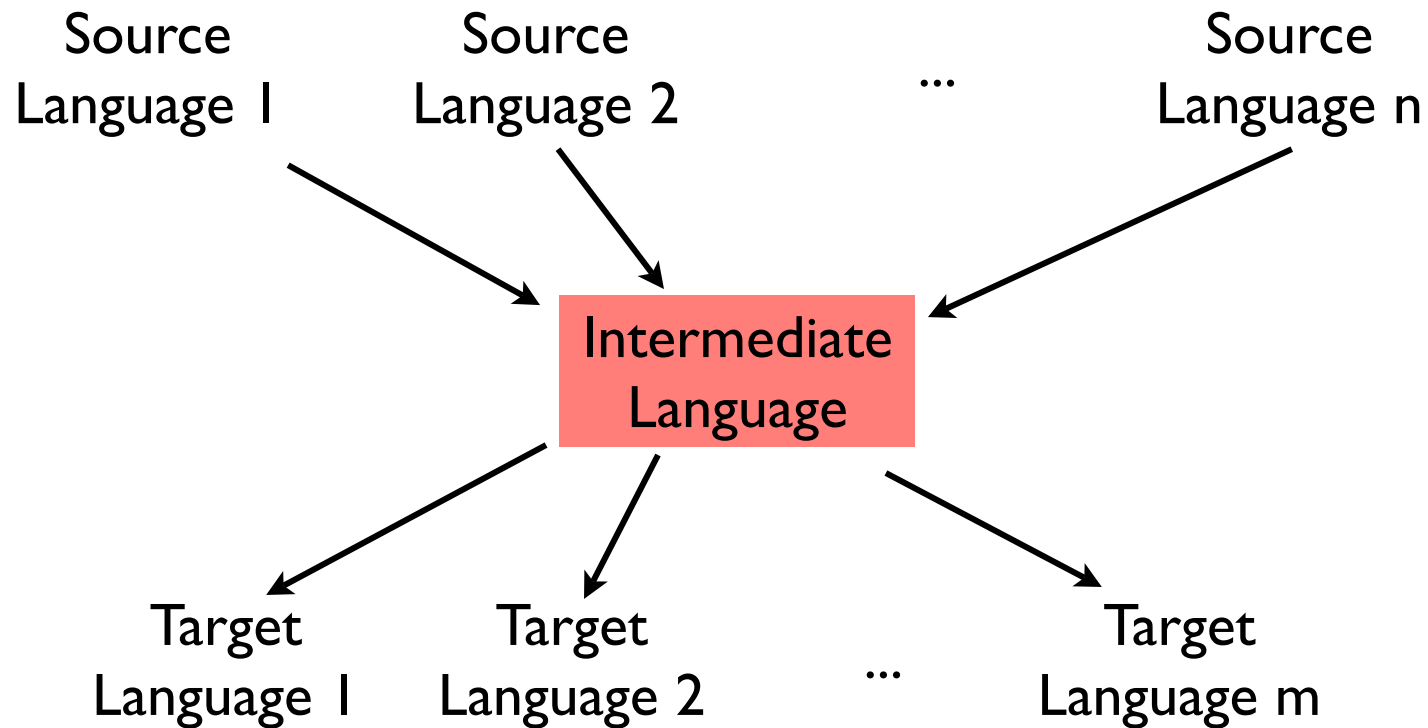 Source
Language 1
Source
Language 2
...
Source
Language n
Intermediate
Language
Target
Language 1
Target
Language 2
...
Target
Language m